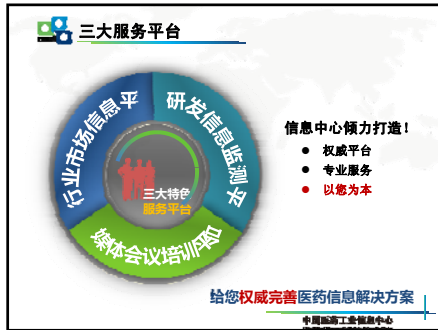 三大服务平台
行业市场信息平
研发信息监测平
媒体会议培训平台
三大特色
服务平台
信息中心倾力打造！
● 权威平台
● 专业服务
● 以您为本
给您权威完善医药信息解决方案
中国医药工业信息中心